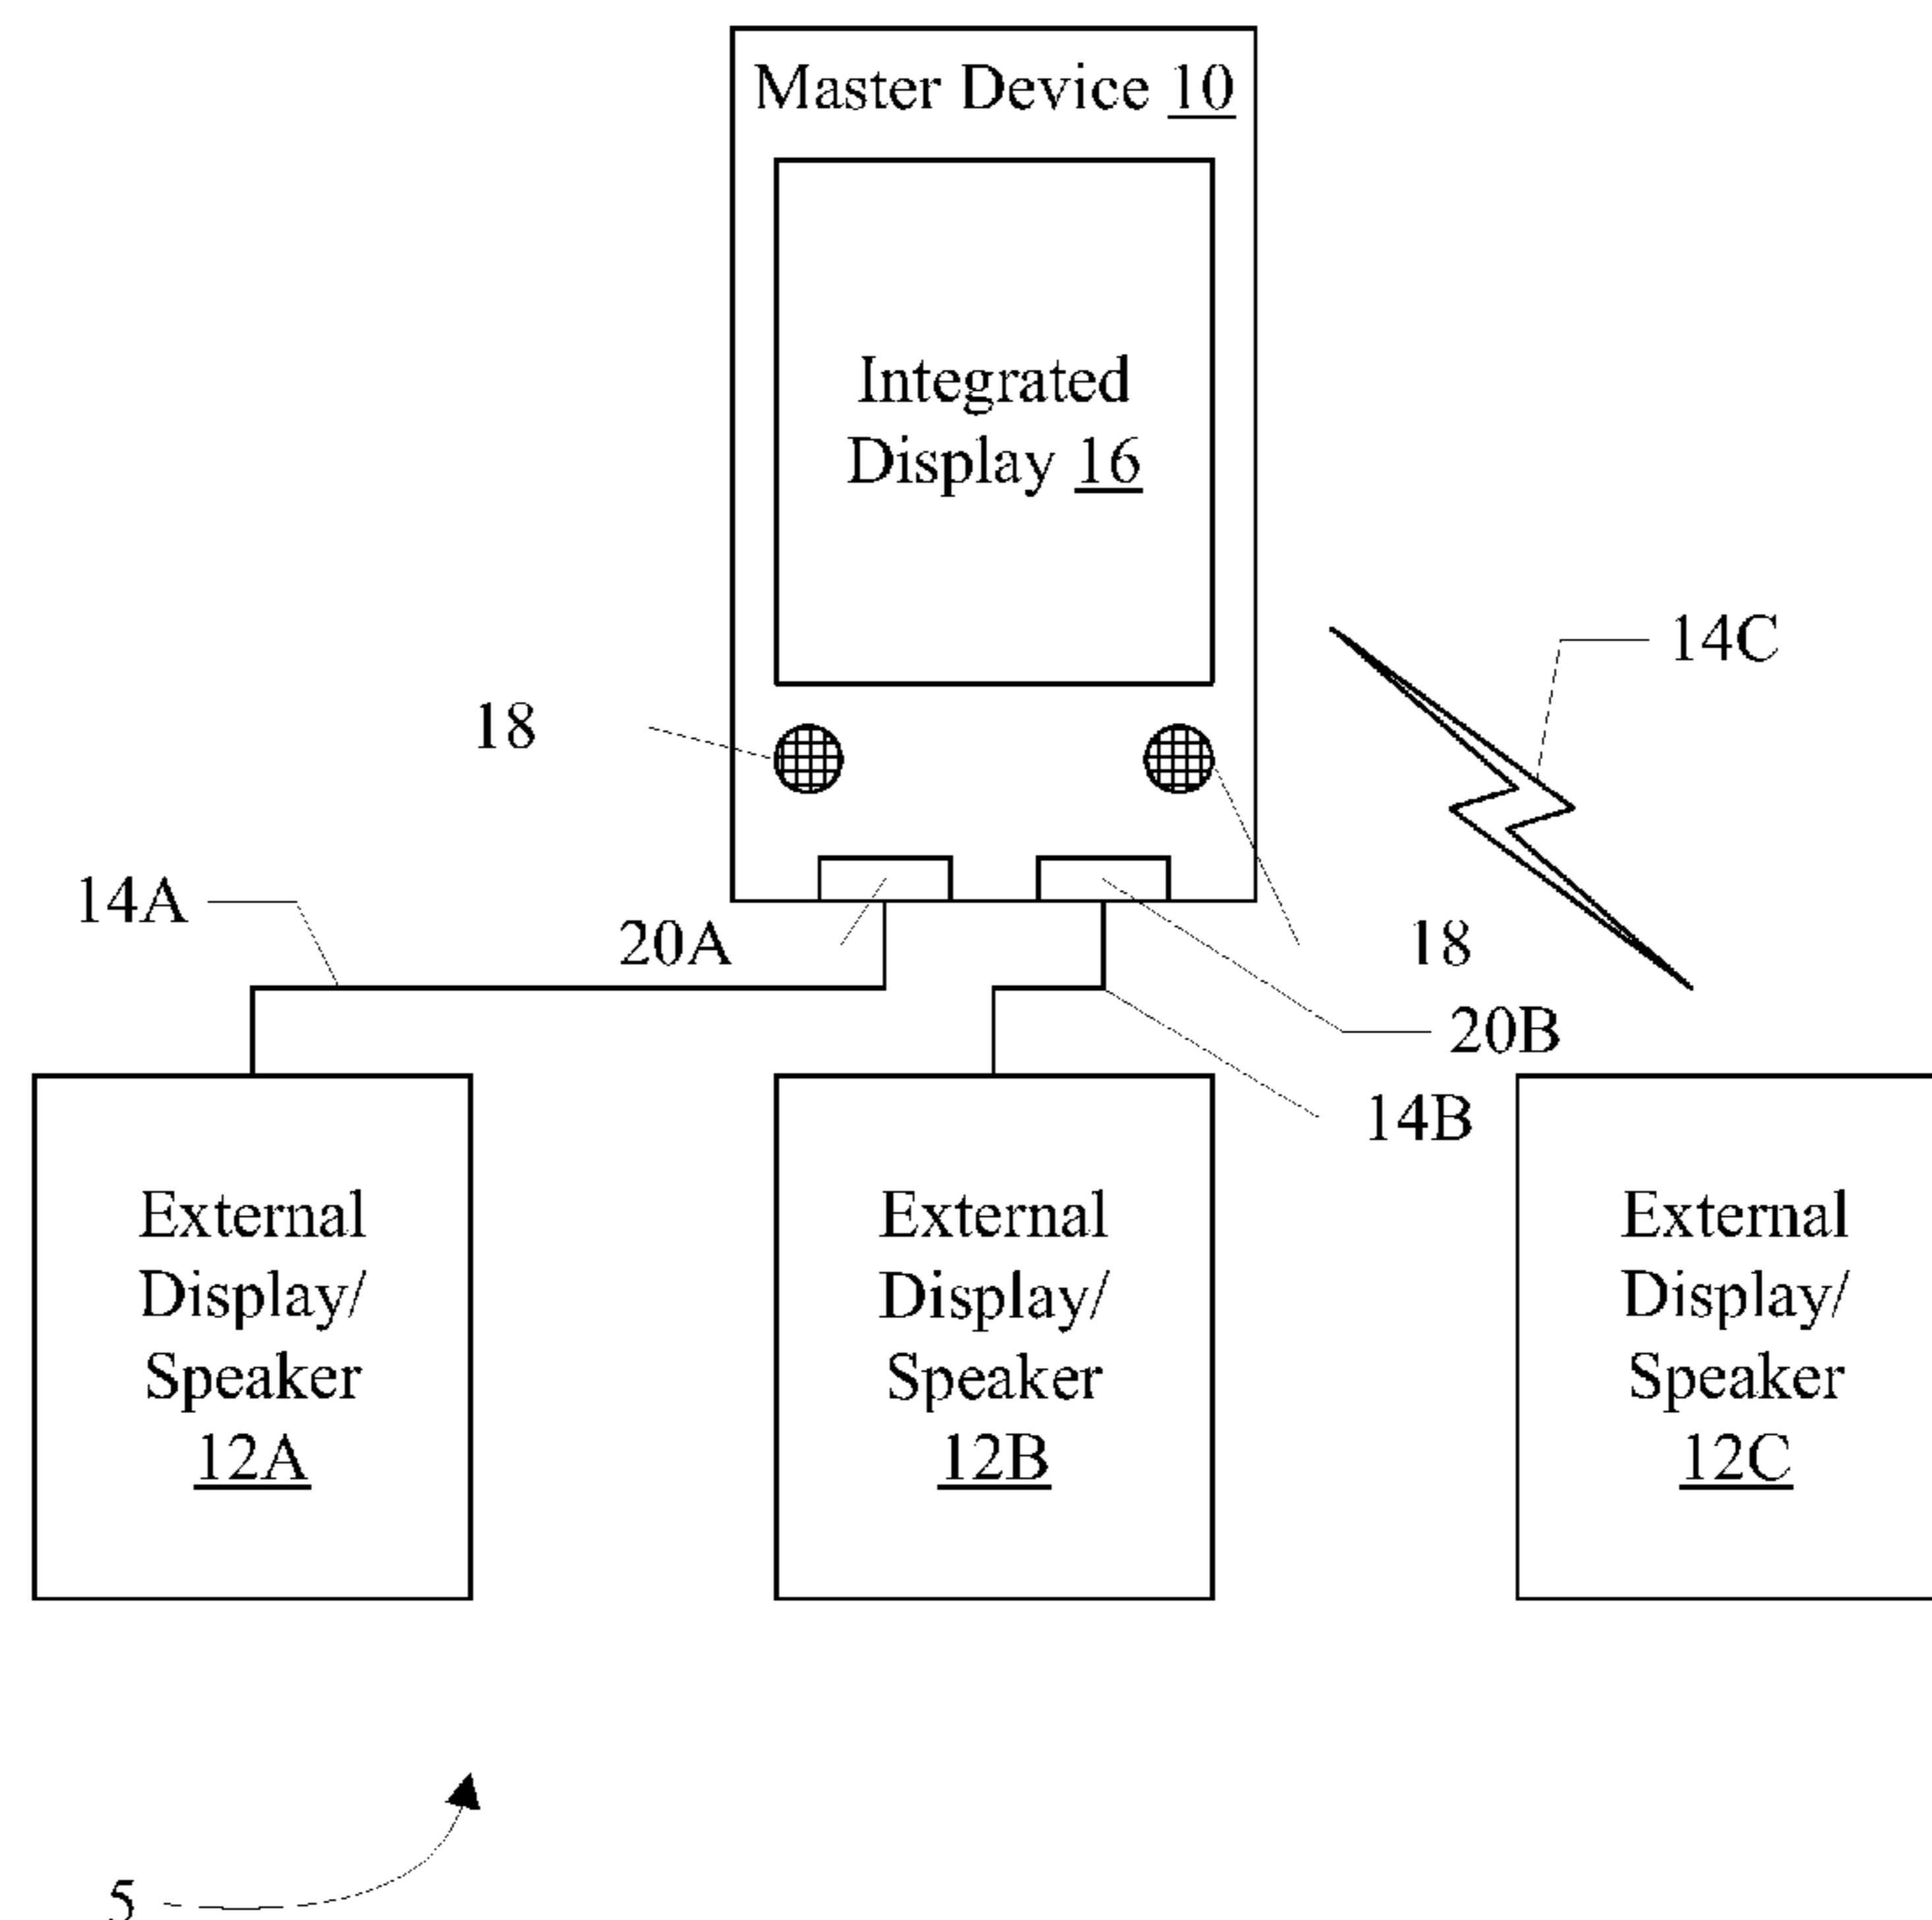 Master Device 10
Integrated
Display 16
14C
18
14A
20A
18
20B
14B
External
Display/
Speaker
12A
External
Display/
Speaker
12B
External
Display/
Speaker
12C
5